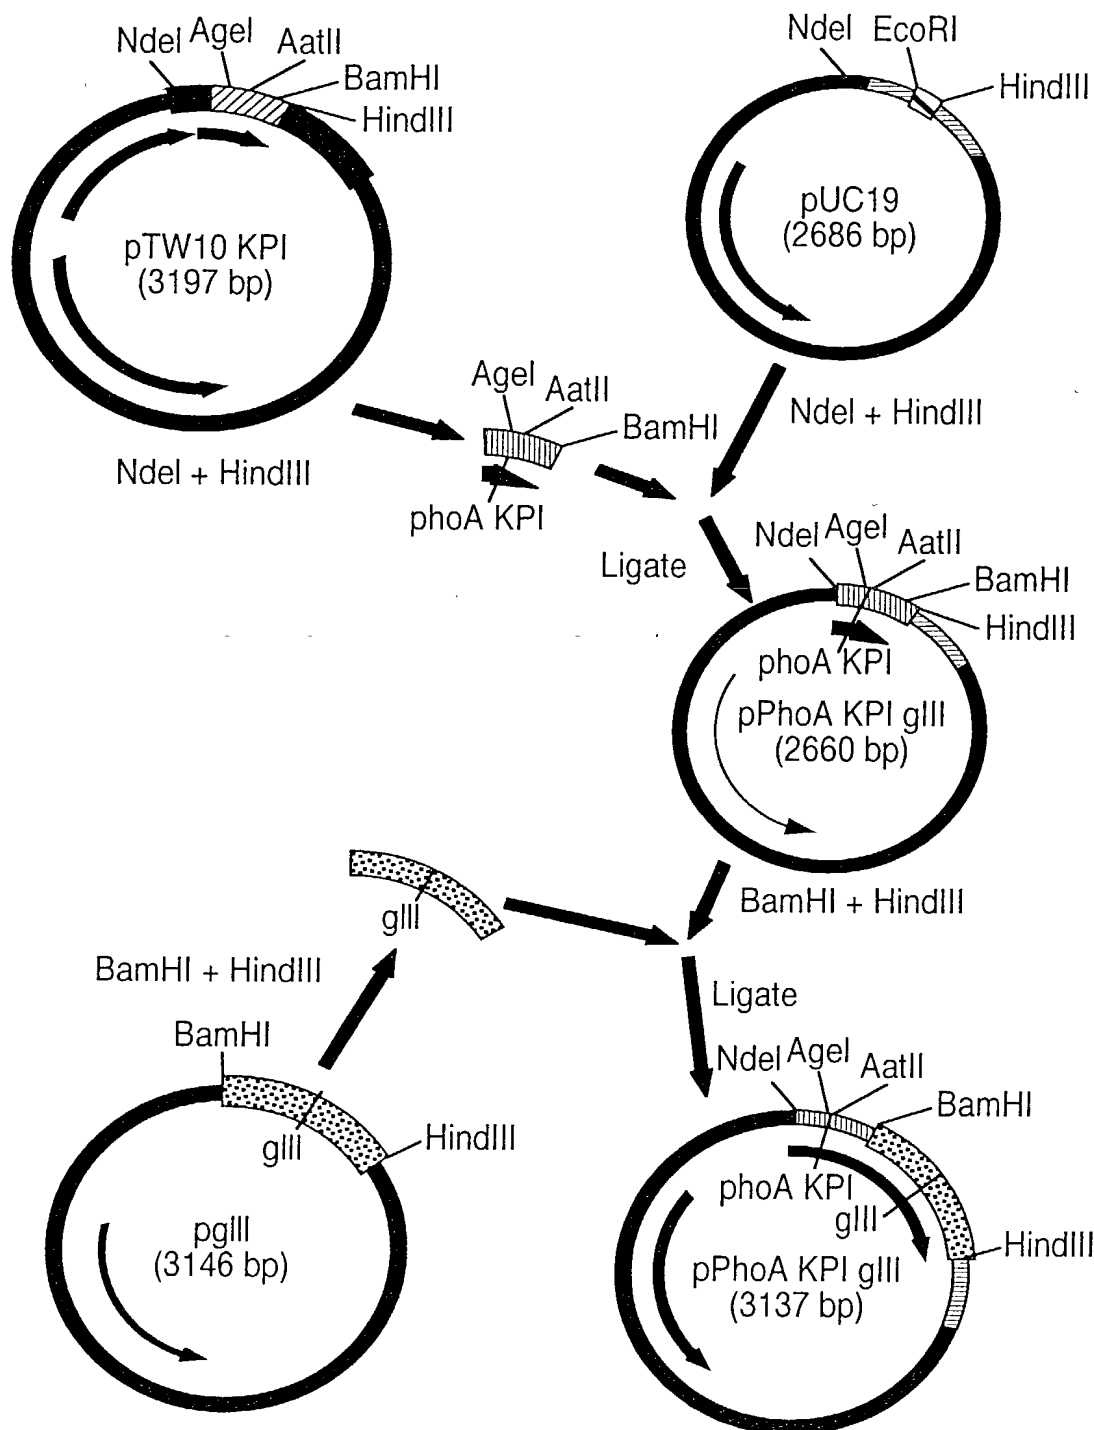 NdeI
AgeI
AatII
BamHI
HindIII
pTW10 KPI
(3197 bp)
NdeI
EcoRI
HindIII
pUC19
(2686 bp)
NdeI + HindIII
AgeI
AatII
BamHI
phoA KPI
NdeI + HindIII
Ligate
NdeI
AgeI
AatII
BamHI
HindIII
phoA KPI
pPhoA KPI gIII
(2660 bp)
BamHI + HindIII
gIII
BamHI + HindIII
Ligate
BamHI
gIII
HindIII
pgIII
(3146 bp)
NdeI
AgeI
AatII
BamHI
phoA KPI
gIII
HindIII
pPhoA KPI gIII
(3137 bp)